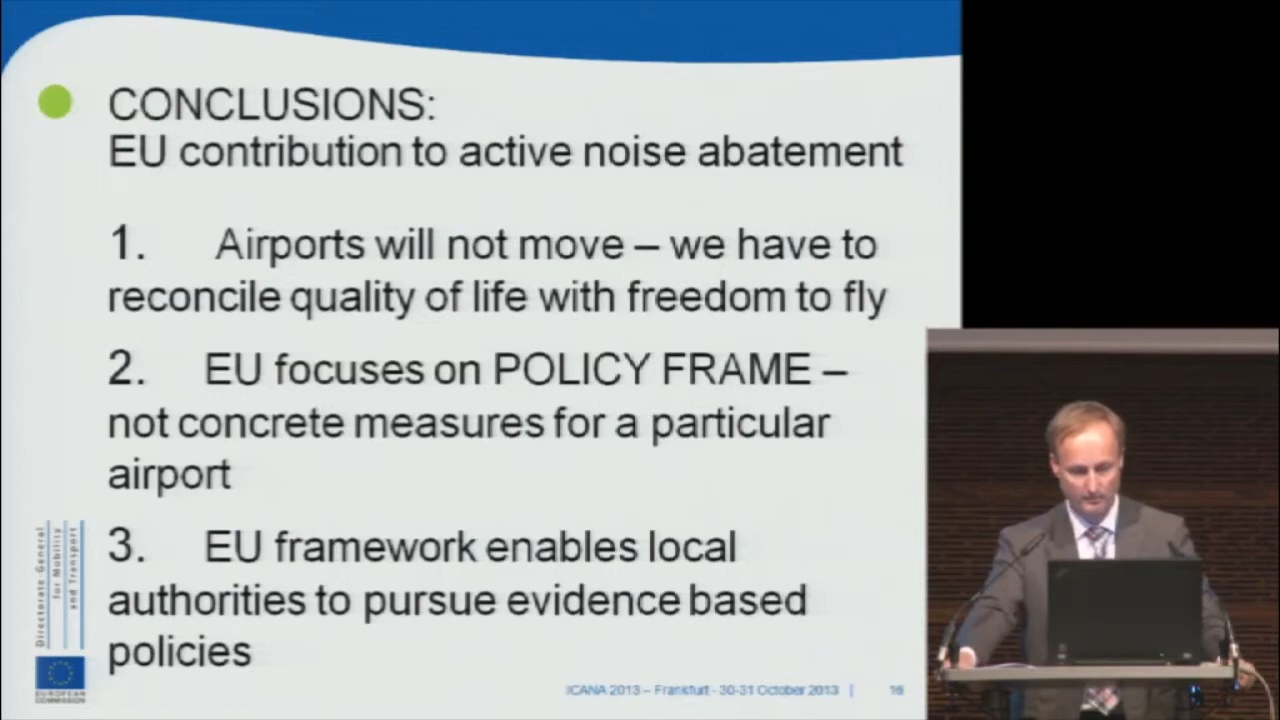 CONCLUSIONS:
EU contribution to active noise abatement
1. Airports will not move – we have to
reconcile quality of life with freedom to fly
2. EU focuses on POLICY FRAME –
not concrete measures for a particular
airport
3. EU framework enables local
authorities to pursue evidence based
policies
Directorate-General
for Mobility
and Transport
EUROPEAN
COMMISSION
ICANA 2013 – Frankfurt - 30-31 October 2013 | 16